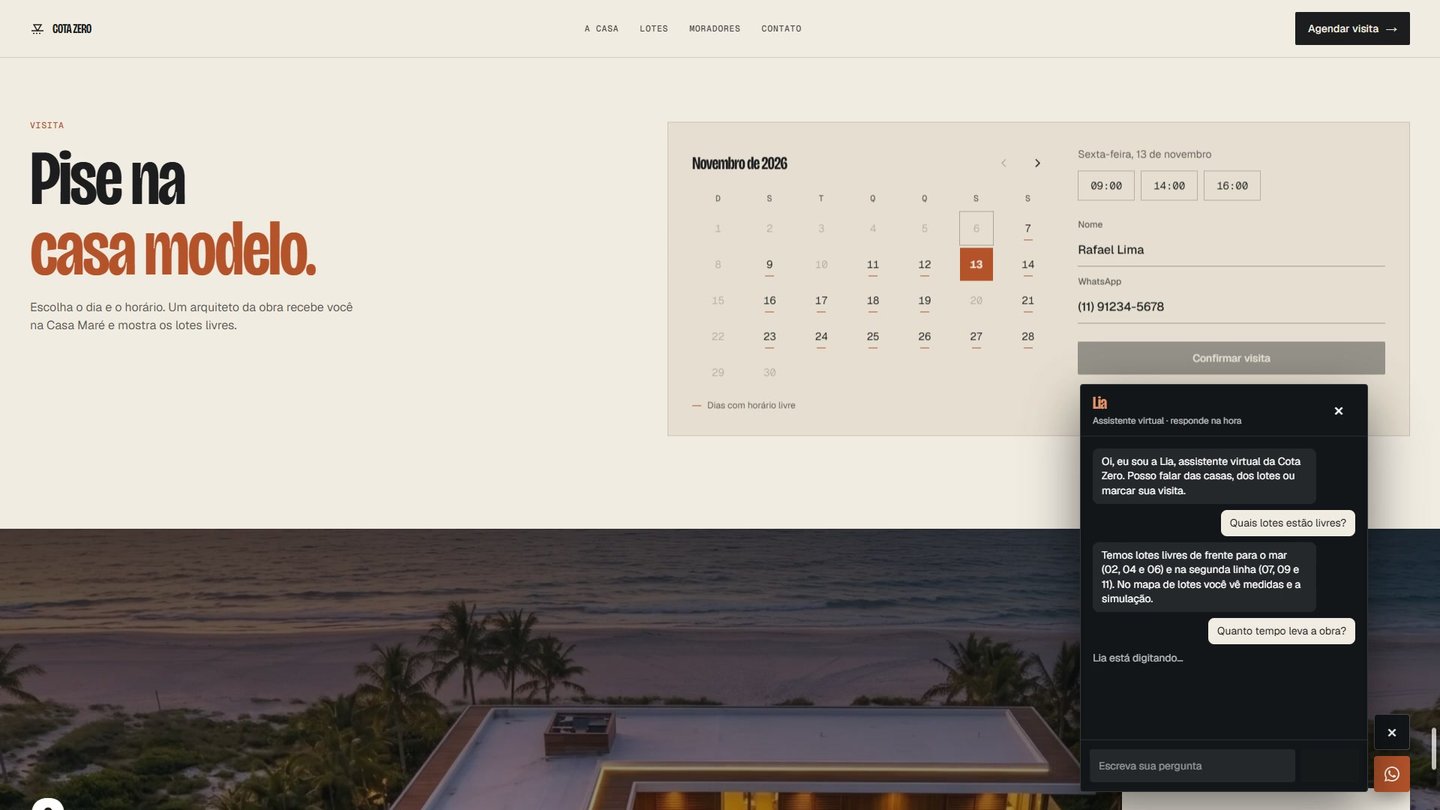 COTA ZERO
A CASA LOTES MORADORES CONTATO
Agendar visita →
VISITA
Pise na
casa modelo.
Escolha o dia e o horário. Um arquiteto da obra recebe você
na Casa Maré e mostra os lotes livres.
Novembro de 2026
D S T Q Q S S
1 2 3 4 5 6 7
8 9 10 11 12 13 14
15 16 17 18 19 20 21
22 23 24 25 26 27 28
29 30
Dias com horário livre
Sexta-feira, 13 de novembro
09:00 14:00 16:00
Nome
Rafael Lima
WhatsApp
(11) 91234-5678
Confirmar visita
Lia
Assistente virtual · responde na hora
Oi, eu sou a Lia, assistente virtual da Cota
Zero. Posso falar das casas, dos lotes ou
marcar sua visita.
Quais lotes estão livres?
Temos lotes livres de frente para o mar
(02, 04 e 06) e na segunda linha (07, 09 e
11). No mapa de lotes você vê medidas e a
simulação.
Quanto tempo leva a obra?
Lia está digitando...
Escreva sua pergunta